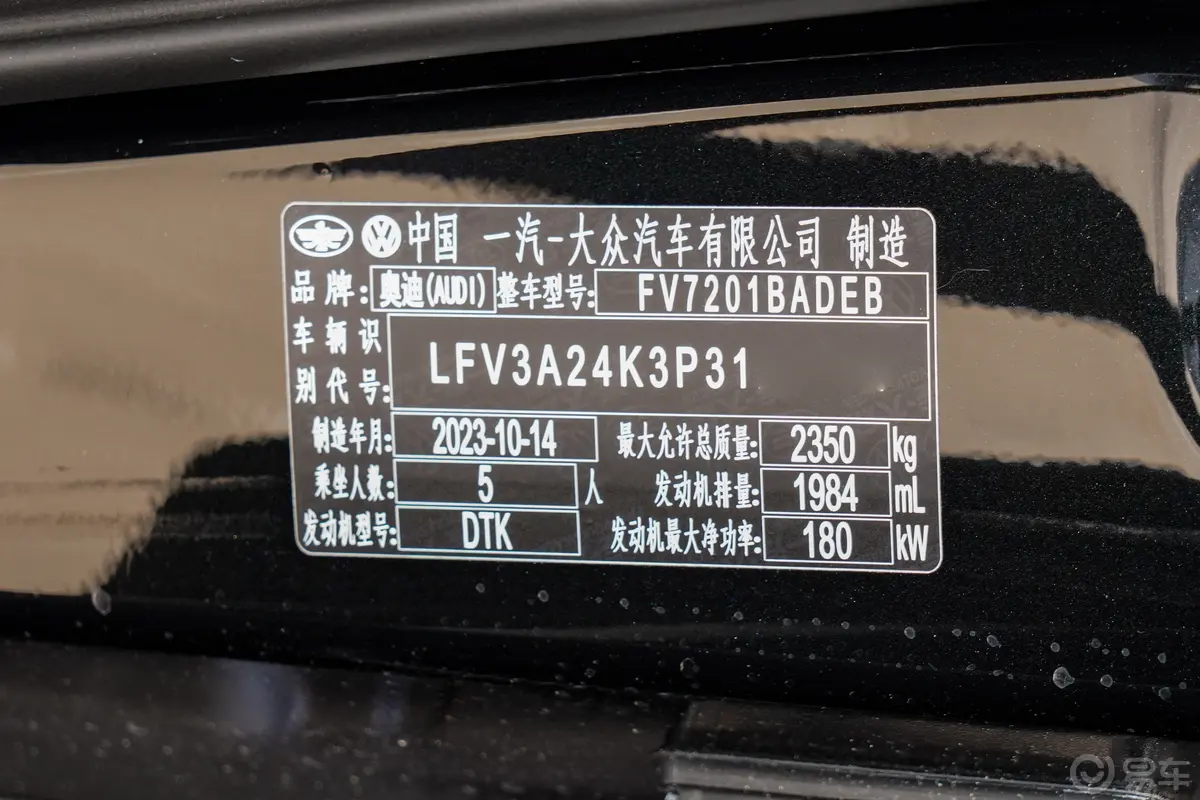 中国 一汽-大众汽车有限公司 制造
品牌: 奥迪(AUDI) 整车型号: FV7201BADEB
车辆识别代号: LFV3A24K3P31
制造年月: 2023-10-14 最大允许总质量: 2350 kg
乘坐人数: 5 人 发动机排量: 1984 mL
发动机型号: DTK 发动机最大净功率: 180 kW
易车